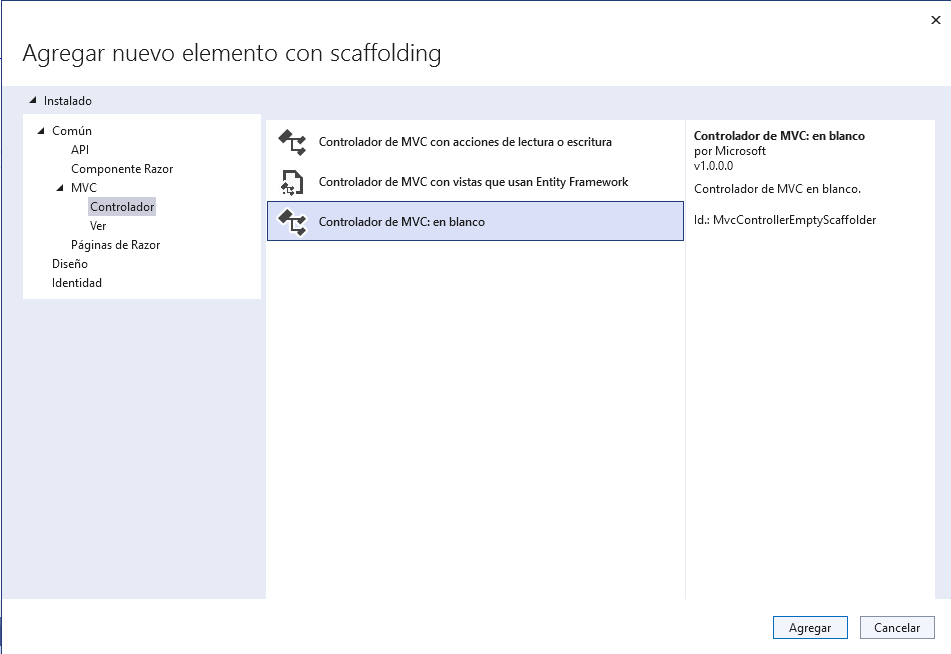 Agregar nuevo elemento con scaffolding
Instalado
Común
API
Componente Razor
MVC
Controlador
Ver
Páginas de Razor
Diseño
Identidad
Controlador de MVC con acciones de lectura o escritura
Controlador de MVC con vistas que usan Entity Framework
Controlador de MVC: en blanco
Controlador de MVC: en blanco
por Microsoft
v1.0.0.0
Controlador de MVC en blanco.
Id.: MvcControllerEmptyScaffolder
Agregar
Cancelar